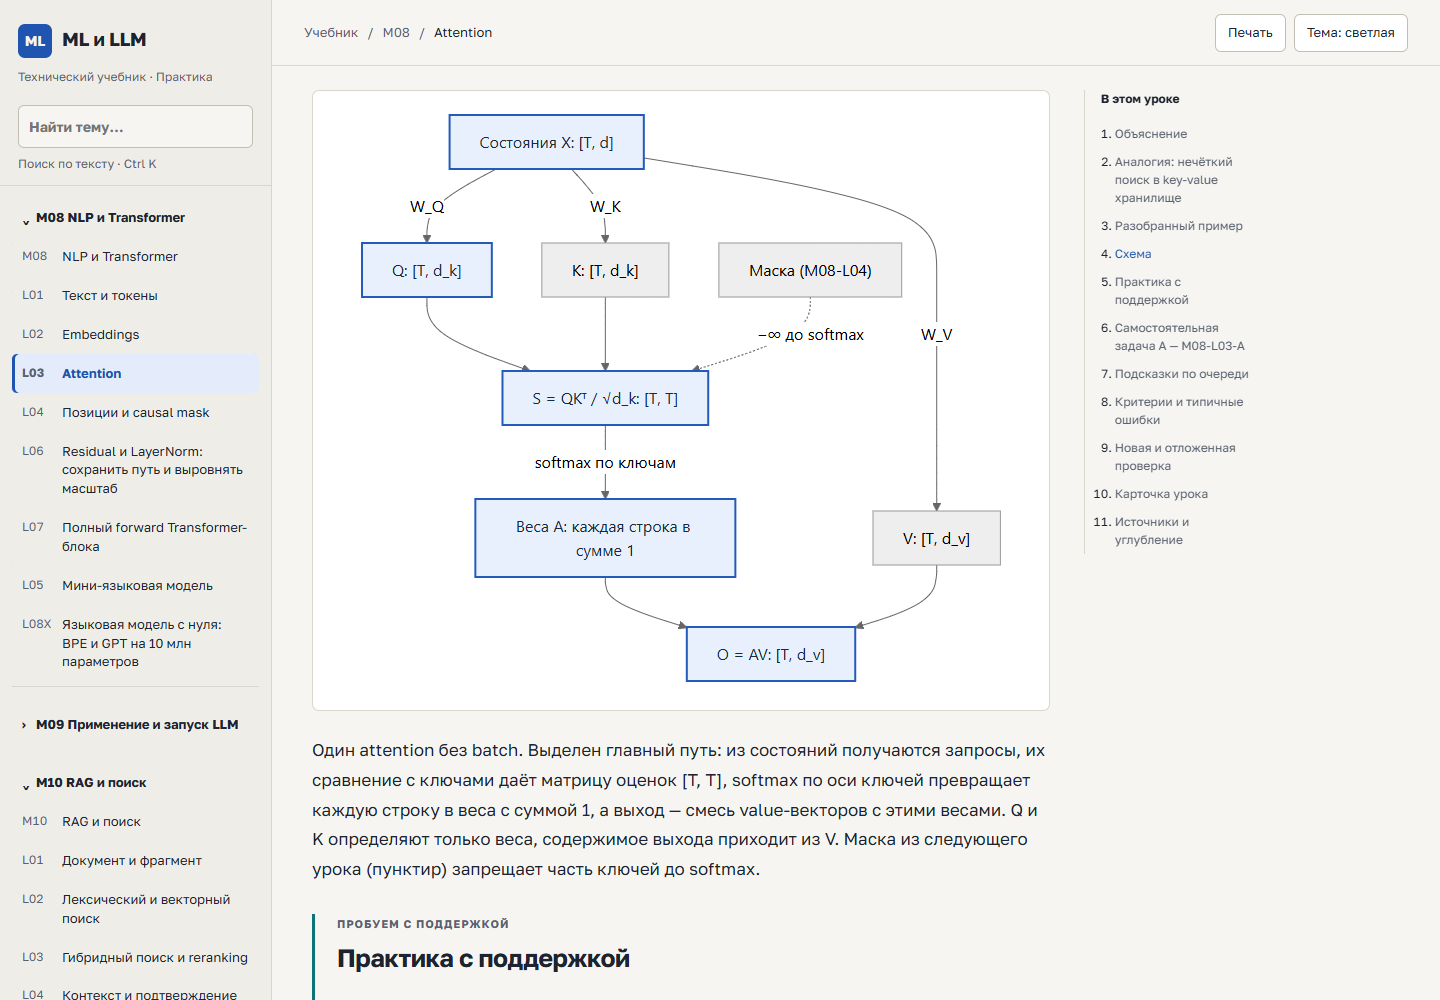 ML
ML и LLM
Технический учебник · Практика
Найти тему...
Поиск по тексту · Ctrl K
M08 NLP и Transformer
M08 NLP и Transformer
L01 Текст и токены
L02 Embeddings
L03 Attention
L04 Позиции и causal mask
L06 Residual и LayerNorm:
сохранить путь и выровнять
масштаб
L07 Полный forward Transformer-
блока
L05 Мини-языковая модель
L08X Языковая модель с нуля:
BPE и GPT на 10 млн
параметров
M09 Применение и запуск LLM
M10 RAG и поиск
M10 RAG и поиск
L01 Документ и фрагмент
L02 Лексический и векторный
поиск
L03 Гибридный поиск и reranking
L04 Контекст и подтверждение
Учебник / M08 / Attention
Печать
Тема: светлая
Состояния X: [T, d]
W_Q
W_K
Q: [T, d_k]
K: [T, d_k]
Маска (M08-L04)
−∞ до softmax
W_V
S = QKᵀ / √d_k: [T, T]
softmax по ключам
Веса A: каждая строка в
сумме 1
V: [T, d_v]
O = AV: [T, d_v]
Один attention без batch. Выделен главный путь: из состояний получаются запросы, их
сравнение с ключами даёт матрицу оценок [T, T], softmax по оси ключей превращает
каждую строку в веса с суммой 1, а выход — смесь value-векторов с этими весами. Q и
K определяют только веса, содержимое выхода приходит из V. Маска из следующего
урока (пунктир) запрещает часть ключей до softmax.
ПРОБУЕМ С ПОДДЕРЖКОЙ
Практика с поддержкой
В этом уроке
1. Объяснение
2. Аналогия: нечёткий
поиск в key-value
хранилище
3. Разобранный пример
4. Схема
5. Практика с
поддержкой
6. Самостоятельная
задача A — M08-L03-A
7. Подсказки по очереди
8. Критерии и типичные
ошибки
9. Новая и отложенная
проверка
10. Карточка урока
11. Источники и
углубление